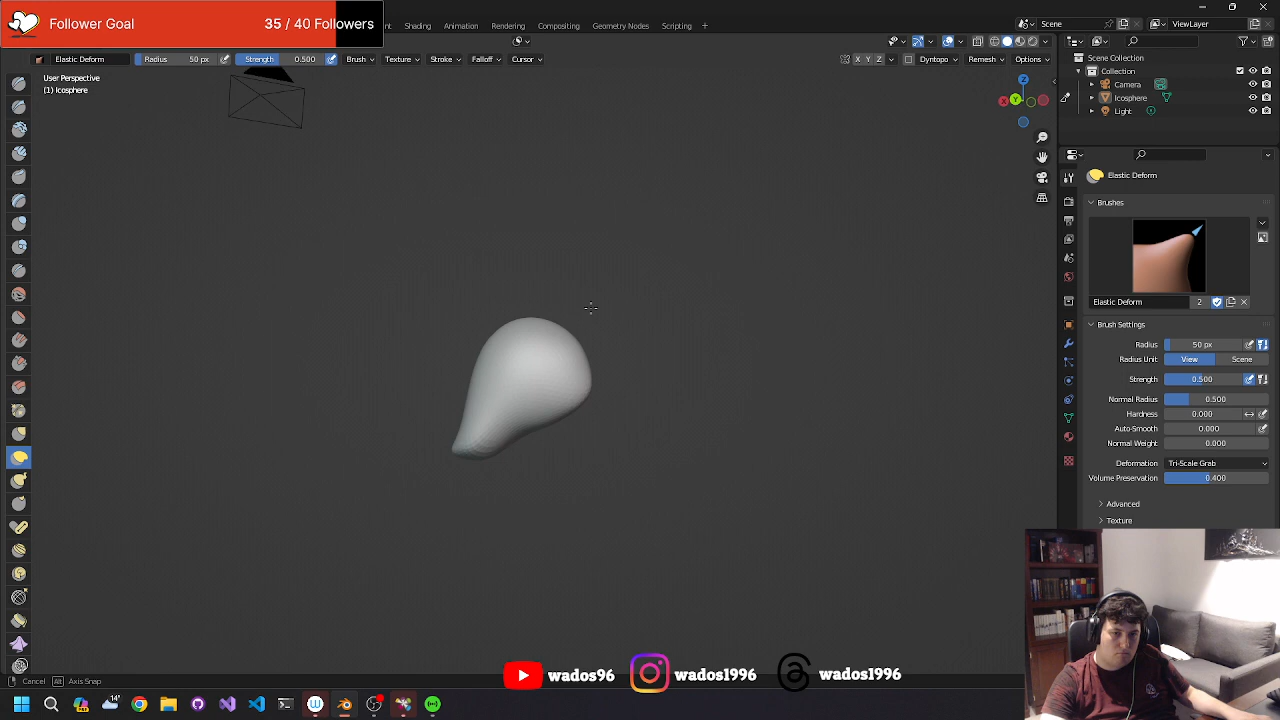 Follower Goal 35 / 40 Followers
nt Shading Animation Rendering Compositing Geometry Nodes Scripting +
Scene ViewLayer
Elastic Deform Radius 50 px Strength 0.500 Brush Texture Stroke Falloff Cursor
X Y Z Dyntopo Remesh Options
User Perspective
(1) Icosphere
Z
X Y
Scene Collection
Collection
Camera
Icosphere
Light
Elastic Deform
Brushes
Elastic Deform 2
Brush Settings
Radius 50 px
Radius Unit View Scene
Strength 0.500
Normal Radius 0.500
Hardness 0.000
Auto-Smooth 0.000
Normal Weight 0.000
Deformation Tri-Scale Grab
Volume Preservation 0.400
Advanced
Texture
Cancel Alt Axis Snap
wados96 wados1996 wados1996
14°